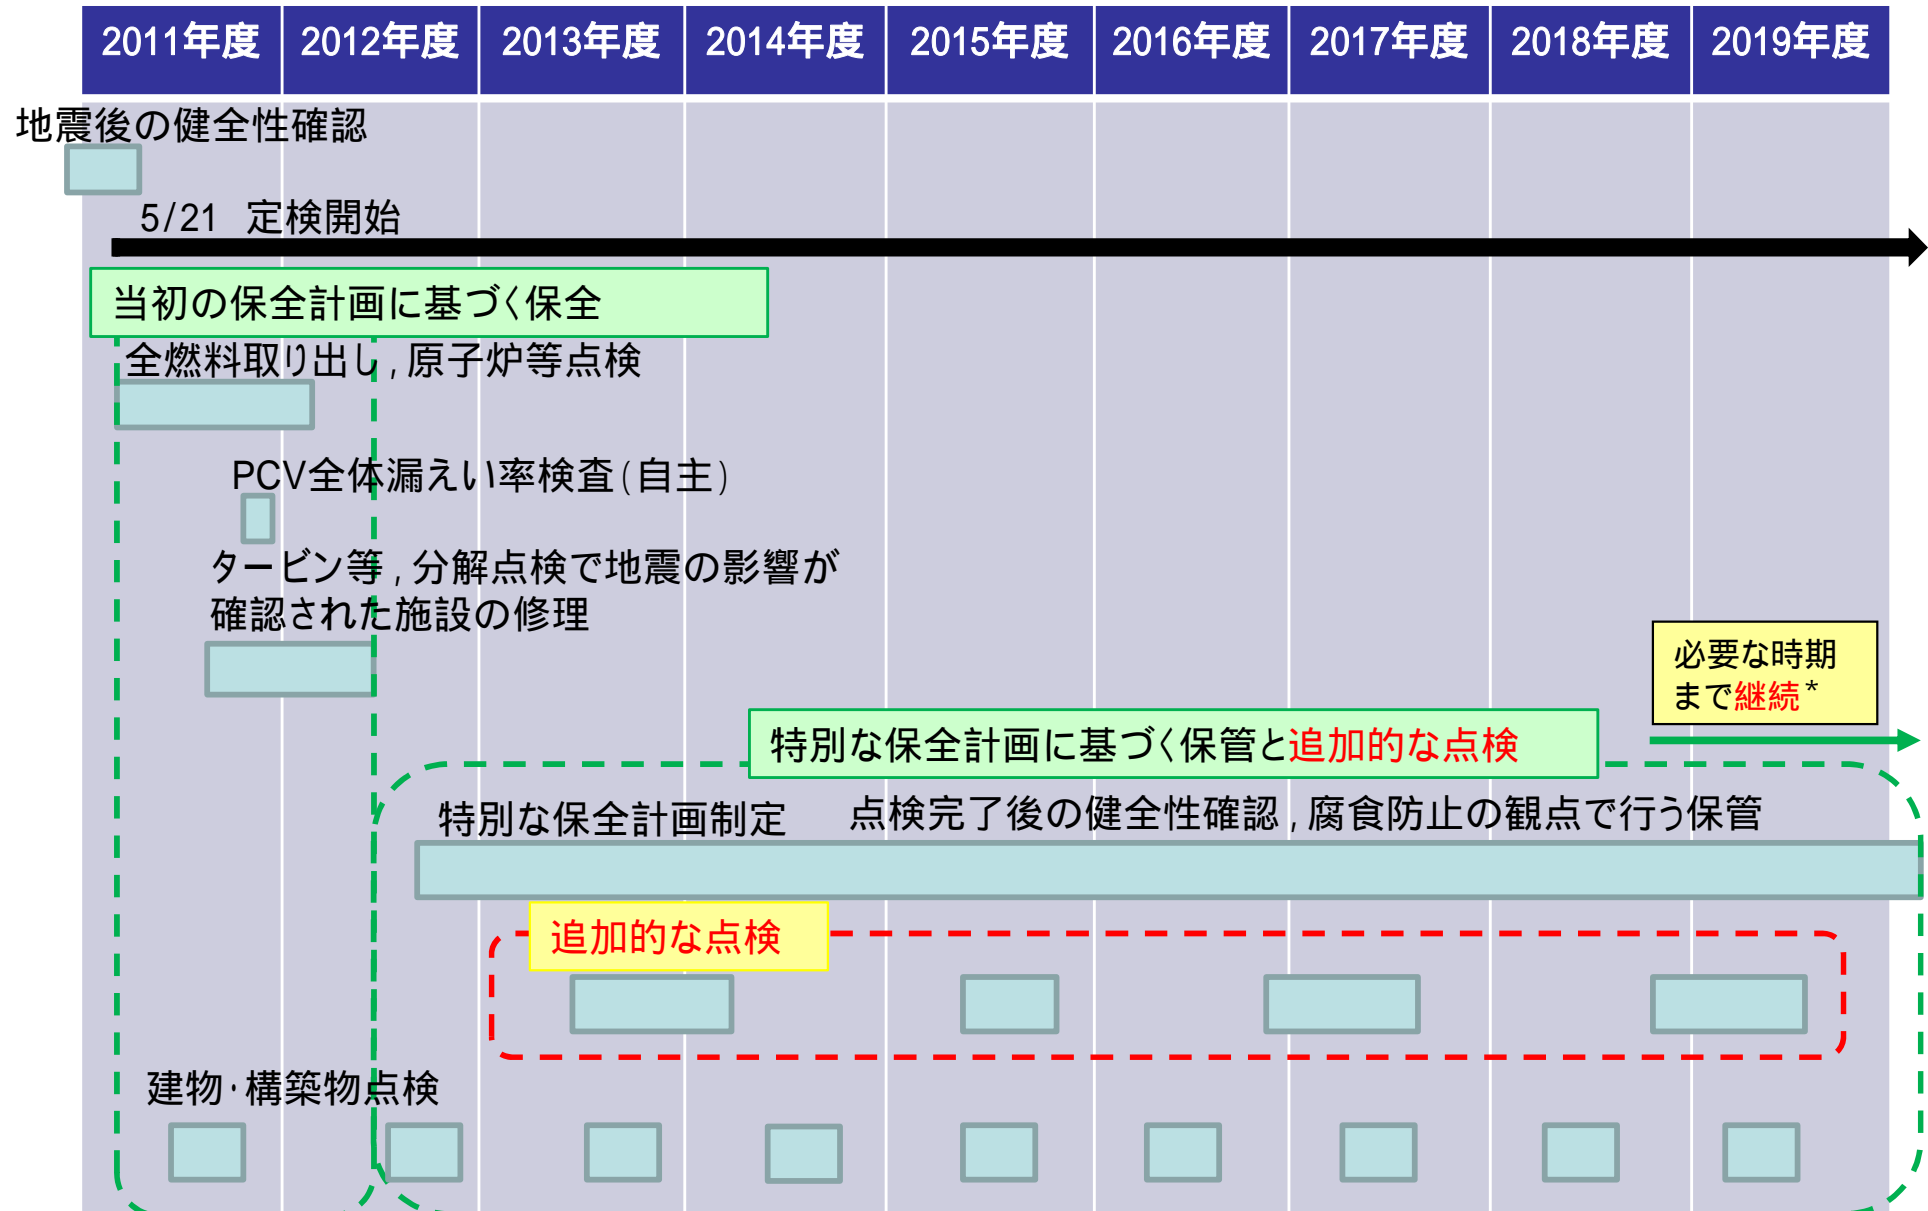 2011年度 2012年度 2013年度 2014年度 2015年度 2016年度 2017年度 2018年度 2019年度
地震後の健全性確認
5/21 定検開始
当初の保全計画に基づく保全
全燃料取り出し,原子炉等点検
PCV全体漏えい率検査(自主)
タービン等,分解点検で地震の影響が
確認された施設の修理
必要な時期
まで継続*
特別な保全計画に基づく保管と追加的な点検
特別な保全計画制定
点検完了後の健全性確認,腐食防止の観点で行う保管
追加的な点検
建物・構築物点検